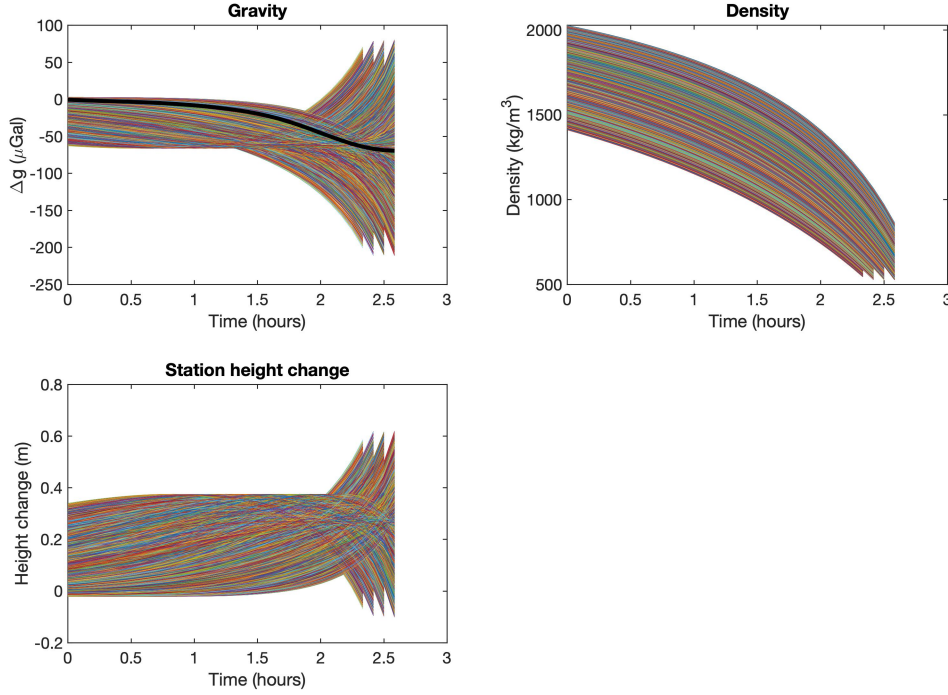 Gravity
100
50
0
-50
-100
-150
-200
-250
Δg (μGal)
0 0.5 1 1.5 2 2.5 3
Time (hours)
Density
2000
1500
1000
500
Density (kg/m³)
0 0.5 1 1.5 2 2.5 3
Time (hours)
Station height change
0.8
0.6
0.4
0.2
0
-0.2
Height change (m)
0 0.5 1 1.5 2 2.5 3
Time (hours)